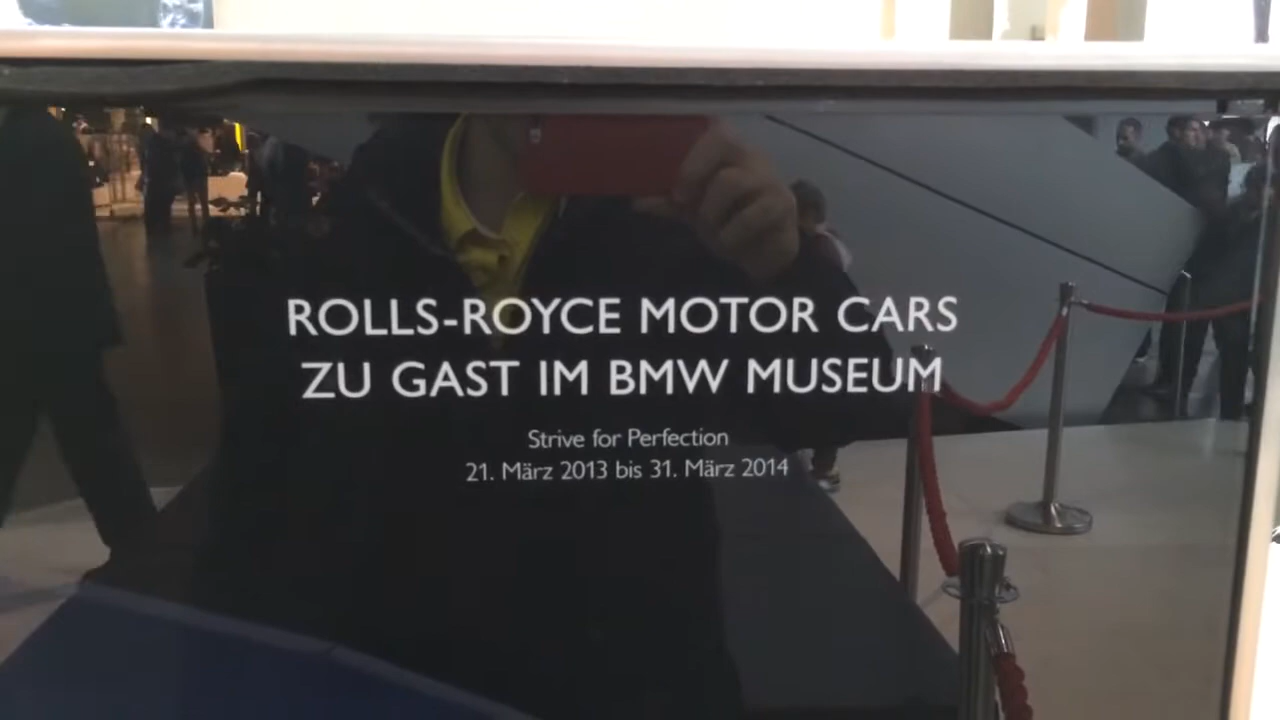 ROLLS-ROYCE MOTOR CARS
ZU GAST IM BMW MUSEUM
Strive for Perfection
21. März 2013 bis 31. März 2014